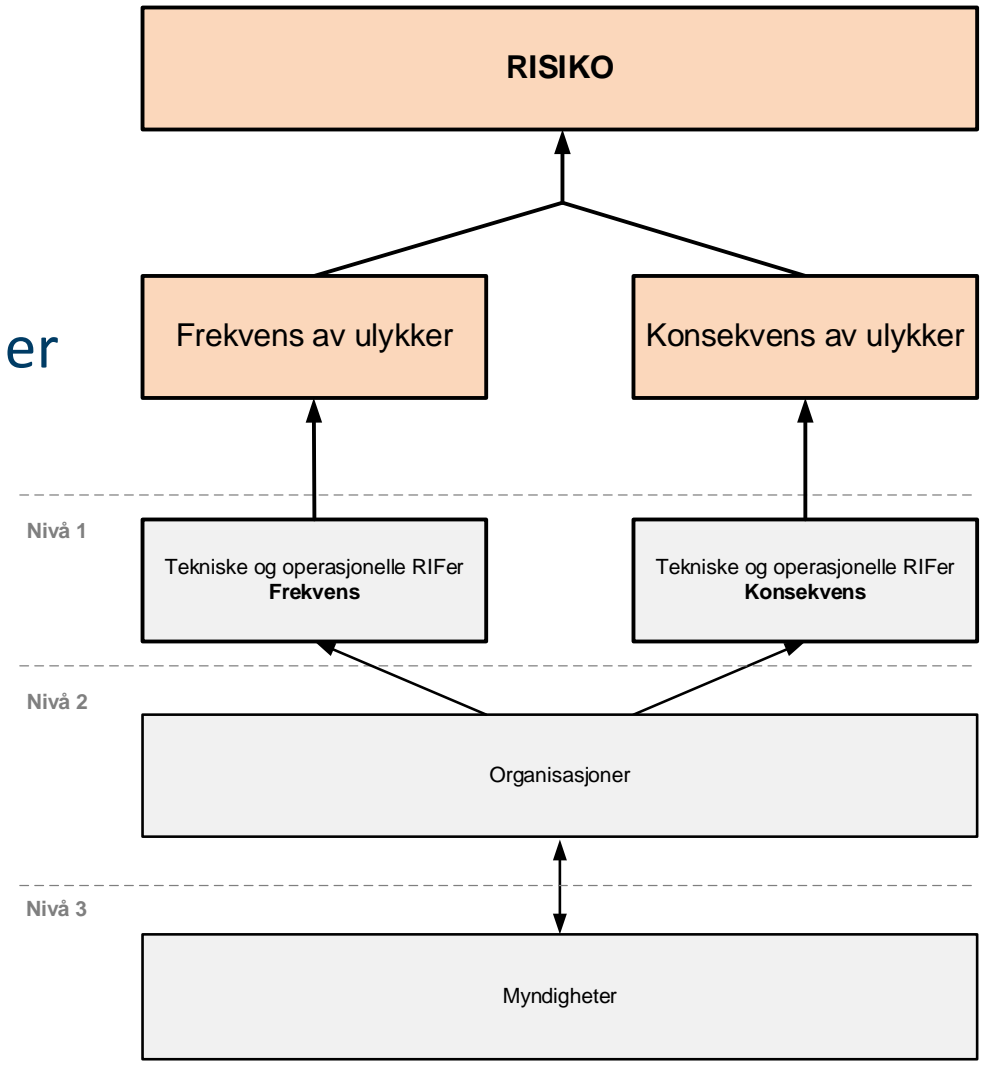 RISIKO
Frekvens av ulykker
Konsekvens av ulykker
er
Nivå 1
Tekniske og operasjonelle RIFer
Frekvens
Tekniske og operasjonelle RIFer
Konsekvens
Nivå 2
Organisasjoner
Nivå 3
Myndigheter